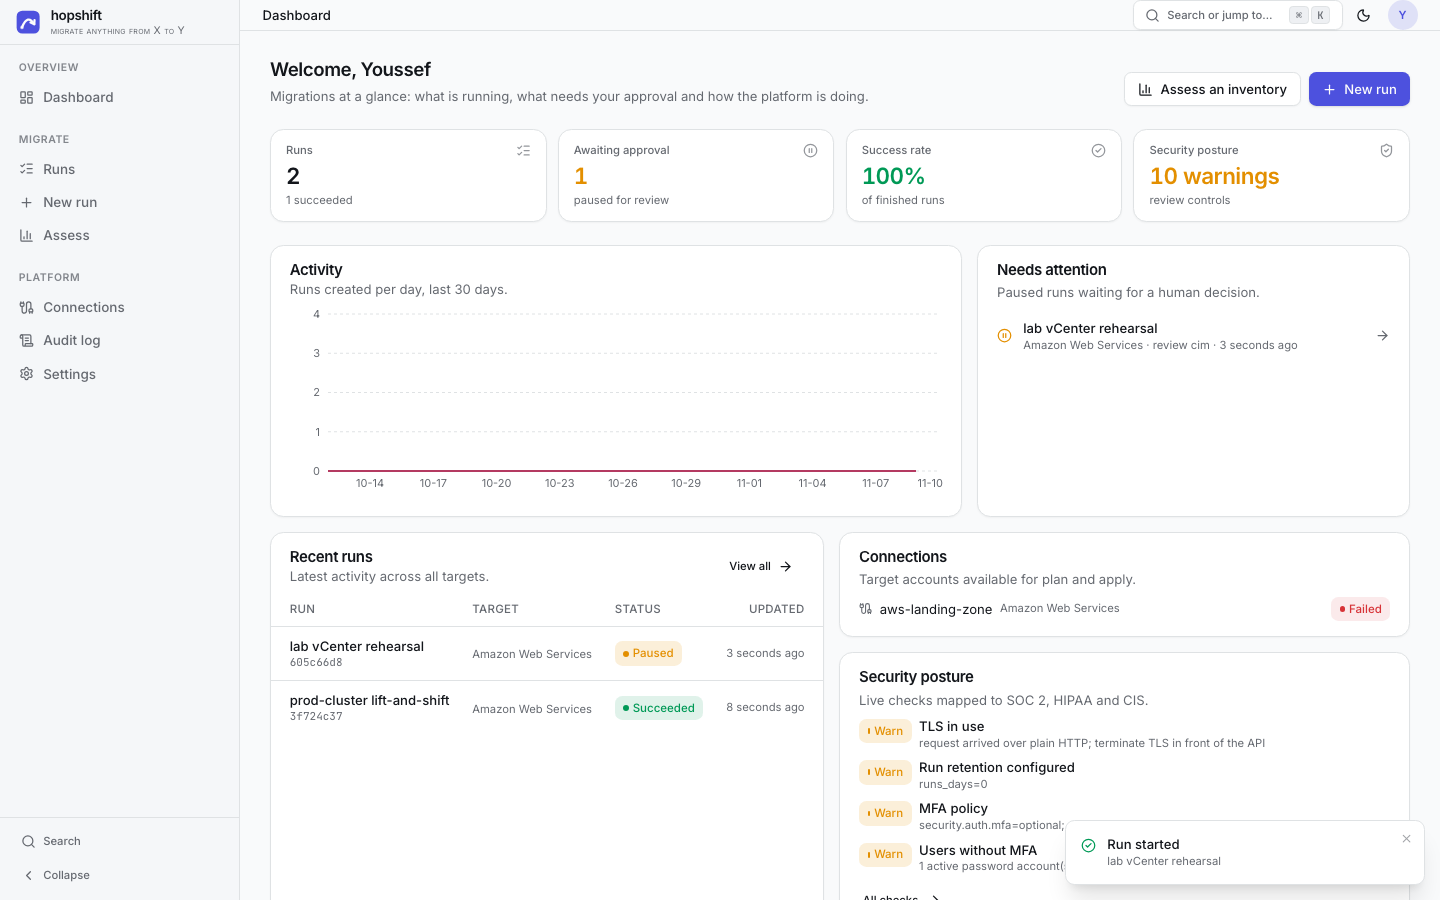 hopshift
MIGRATE ANYTHING FROM X TO Y
Dashboard
Search or jump to...
⌘ K
Y
OVERVIEW
Dashboard
MIGRATE
Runs
New run
Assess
PLATFORM
Connections
Audit log
Settings
Search
Collapse
Welcome, Youssef
Migrations at a glance: what is running, what needs your approval and how the platform is doing.
Assess an inventory
New run
Runs
2
1 succeeded
Awaiting approval
1
paused for review
Success rate
100%
of finished runs
Security posture
10 warnings
review controls
Activity
Runs created per day, last 30 days.
4
3
2
1
0
10-14 10-17 10-20 10-23 10-26 10-29 11-01 11-04 11-07 11-10
Needs attention
Paused runs waiting for a human decision.
lab vCenter rehearsal
Amazon Web Services · review cim · 3 seconds ago
Recent runs
Latest activity across all targets.
View all
RUN TARGET STATUS UPDATED
lab vCenter rehearsal
605c66d8
Amazon Web Services
Paused
3 seconds ago
prod-cluster lift-and-shift
3f724c37
Amazon Web Services
Succeeded
8 seconds ago
Connections
Target accounts available for plan and apply.
aws-landing-zone Amazon Web Services
Failed
Security posture
Live checks mapped to SOC 2, HIPAA and CIS.
Warn
TLS in use
request arrived over plain HTTP; terminate TLS in front of the API
Warn
Run retention configured
runs_days=0
Warn
MFA policy
security.auth.mfa=optional;
Warn
Users without MFA
1 active password account(
All checks
Run started
lab vCenter rehearsal